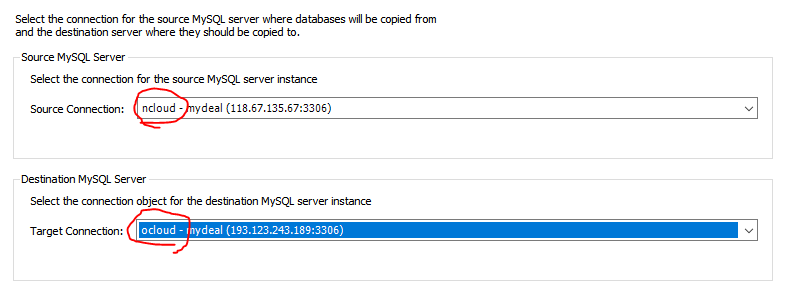 Select the connection for the source MySQL server where databases will be copied from
and the destination server where they should be copied to.
Source MySQL Server
Select the connection for the source MySQL server instance
Source Connection: ncloud - mydeal (118.67.135.67:3306)
Destination MySQL Server
Select the connection object for the destination MySQL server instance
Target Connection: ocloud - mydeal (193.123.243.189:3306)